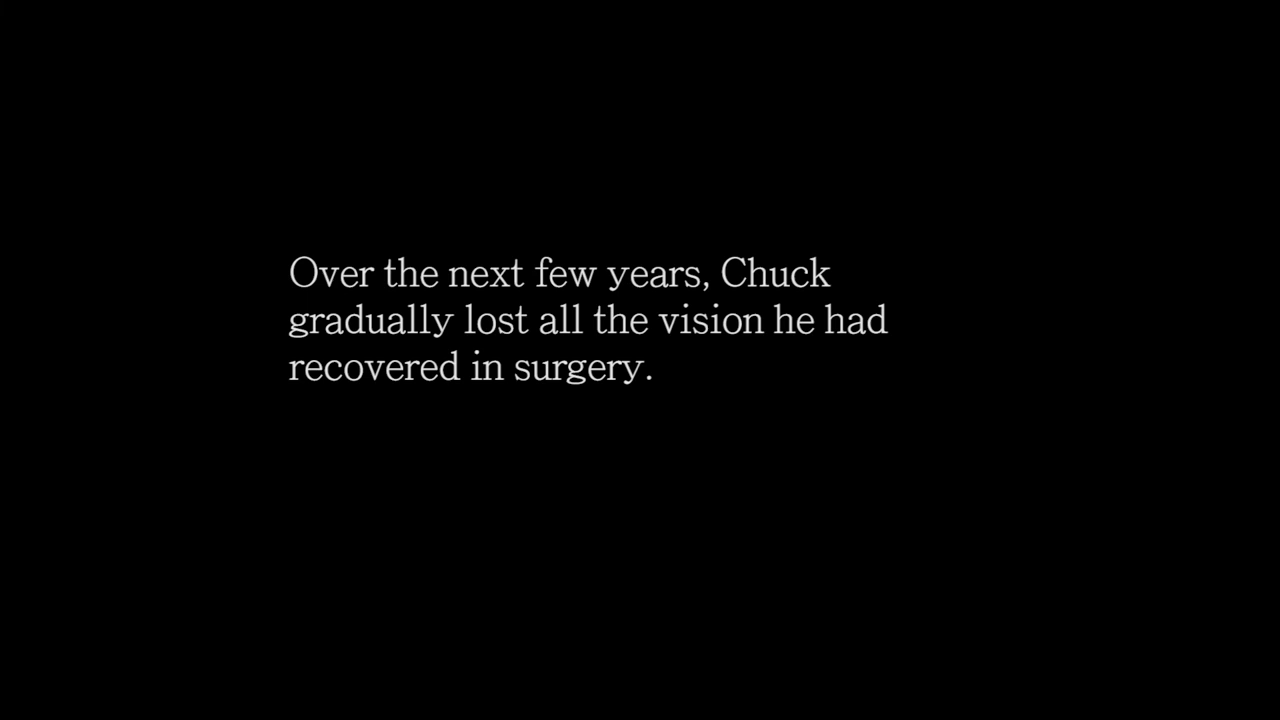 Over the next few years, Chuck
gradually lost all the vision he had
recovered in surgery.